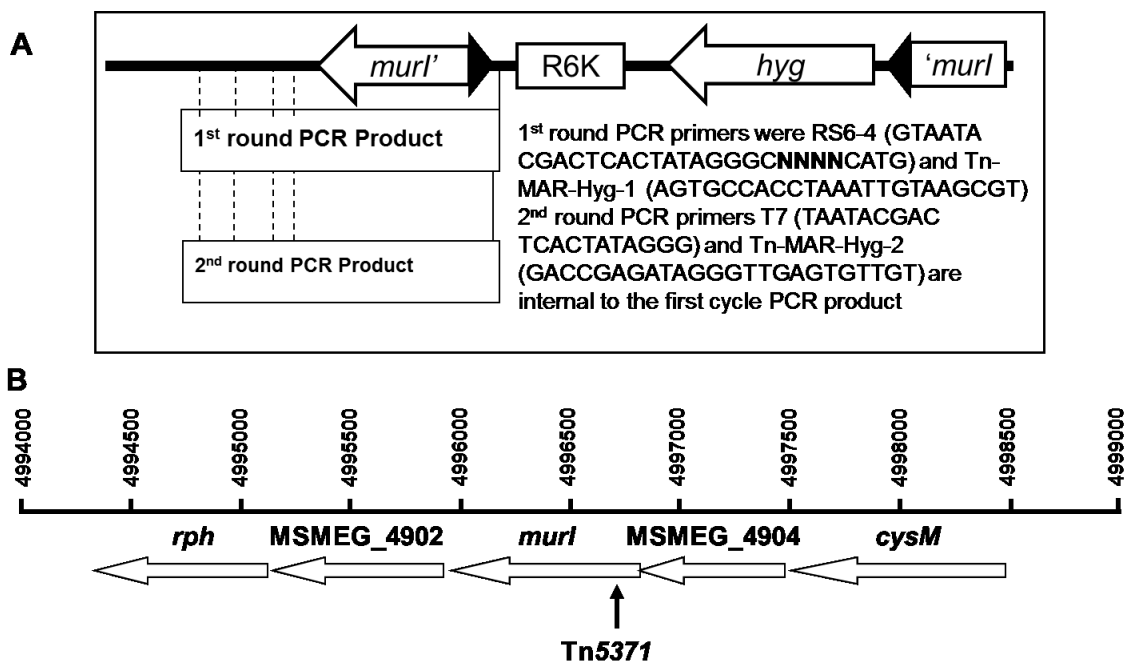 A
murI’
R6K
hyg
‘murI
1st round PCR Product
2nd round PCR Product
1st round PCR primers were RS6-4 (GTAATA
CGACTCACTATAGGGCNNNNCATG) and Tn-
MAR-Hyg-1 (AGTGCCACCTAAATTGTAAGCGT)
2nd round PCR primers T7 (TAATACGAC
TCACTATAGGG) and Tn-MAR-Hyg-2
(GACCGAGATAGGGTTGAGTGTTGT) are
internal to the first cycle PCR product
B
4994000
4994500
4995000
4995500
4996000
4996500
4997000
4997500
4998000
4998500
4999000
rph
MSMEG_4902
murI
MSMEG_4904
cysM
Tn5371